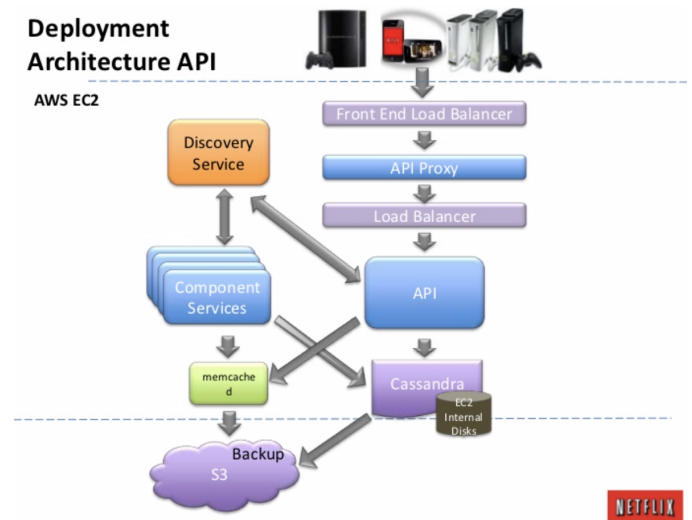 Deployment
Architecture API
AWS EC2
Front End Load Balancer
Discovery
Service
API Proxy
Load Balancer
Component
Services
API
memcache
d
Cassandra
EC2
Internal
Disks
Backup
S3
NETFLIX